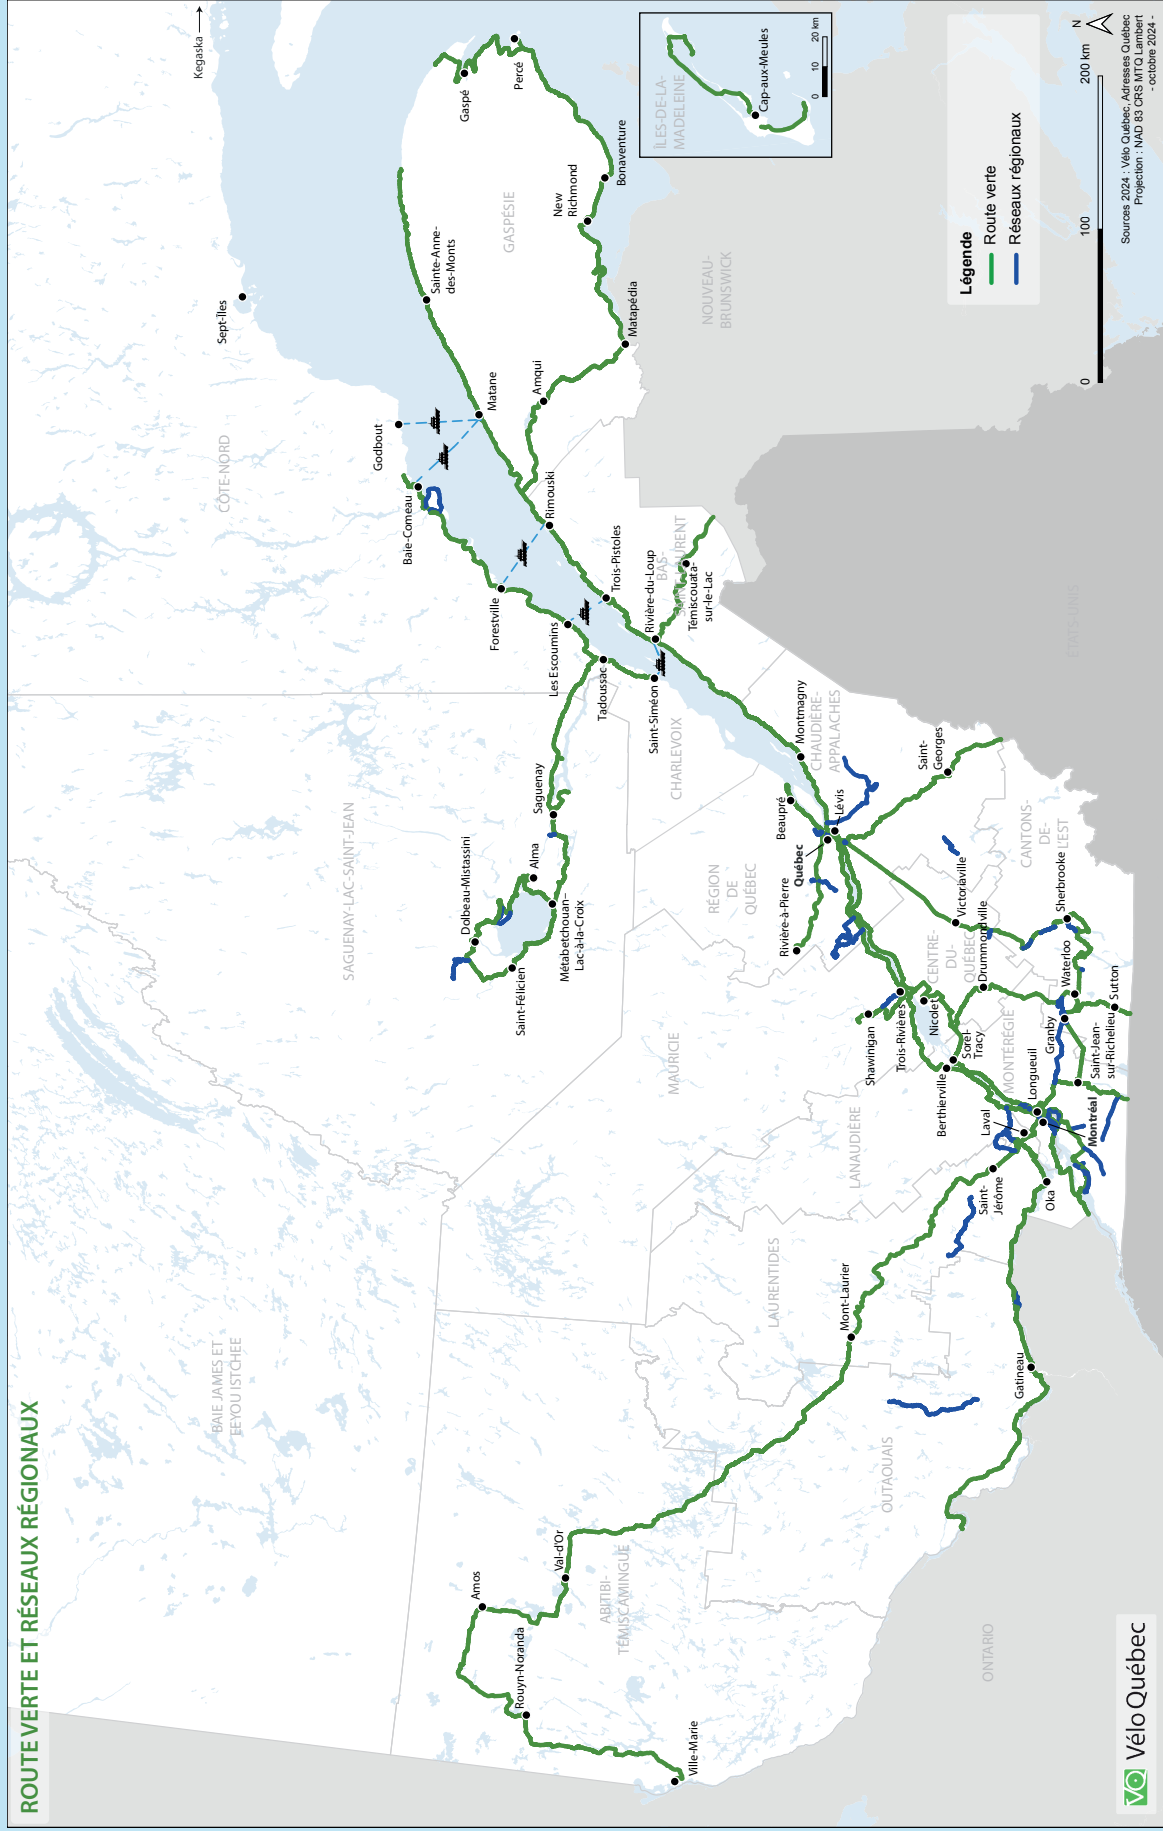 ROUTE VERTE ET RÉSEAUX RÉGIONAUX
Kegaska
Sept-Îles
CÔTE-NORD
BAIE JAMES ET
EEYOU ISTCHEE
SAGUENAY-LAC-SAINT-JEAN
Godbout
Baie-Comeau
Forestville
Les Escoumins
Tadoussac
Saint-Siméon
Gaspé
Percé
GASPÉSIE
Sainte-Anne-
des-Monts
Matane
Amqui
Matapédia
New
Richmond
Bonaventure
Rimouski
Trois-Pistoles
Rivière-du-Loup
BAS-
SAINT-LAURENT
Témiscouata-
sur-le-Lac
NOUVEAU-
BRUNSWICK
ÎLES-DE-LA-
MADELEINE
Cap-aux-Meules
0 10 20 km
Dolbeau-Mistassini
Alma
Saguenay
Saint-Félicien
Métabetchouan–
Lac-à-la-Croix
CHARLEVOIX
Montmagny
CHAUDIÈRE-
APPALACHES
Beaupré
Lévis
Québec
Saint-
Georges
RÉGION
DE
QUÉBEC
Rivière-à-Pierre
MAURICIE
Shawinigan
Trois-Rivières
Nicolet
CENTRE-
DU-
QUÉBEC
Victoriaville
Drummondville
CANTONS-
DE-
L'EST
Sherbrooke
Waterloo
Sutton
Granby
Saint-Jean-
sur-Richelieu
MONTÉRÉGIE
Sorel-
Tracy
Berthierville
Longueuil
Laval
Montréal
LANAUDIÈRE
Saint-
Jérôme
Oka
LAURENTIDES
Mont-Laurier
Gatineau
OUTAOUAIS
Amos
Val-d'Or
Rouyn-Noranda
ABITIBI-
TÉMISCAMINGUE
Ville-Marie
ONTARIO
ÉTATS-UNIS
Légende
Route verte
Réseaux régionaux
0 100 200 km
N
Sources 2024 : Vélo Québec, Adresses Québec
Projection : NAD 83 CRS MTQ Lambert
- octobre 2024 -
VQ Vélo Québec